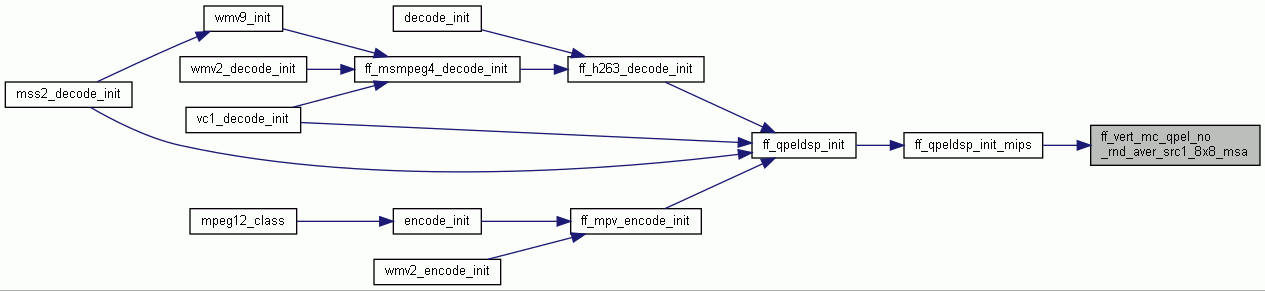 wmv9_init
decode_init
wmv2_decode_init
ff_msmpeg4_decode_init
ff_h263_decode_init
mss2_decode_init
vc1_decode_init
ff_qpeldsp_init
ff_qpeldsp_init_mips
ff_vert_mc_qpel_no
_rnd_aver_src1_8x8_msa
mpeg12_class
encode_init
ff_mpv_encode_init
wmv2_encode_init